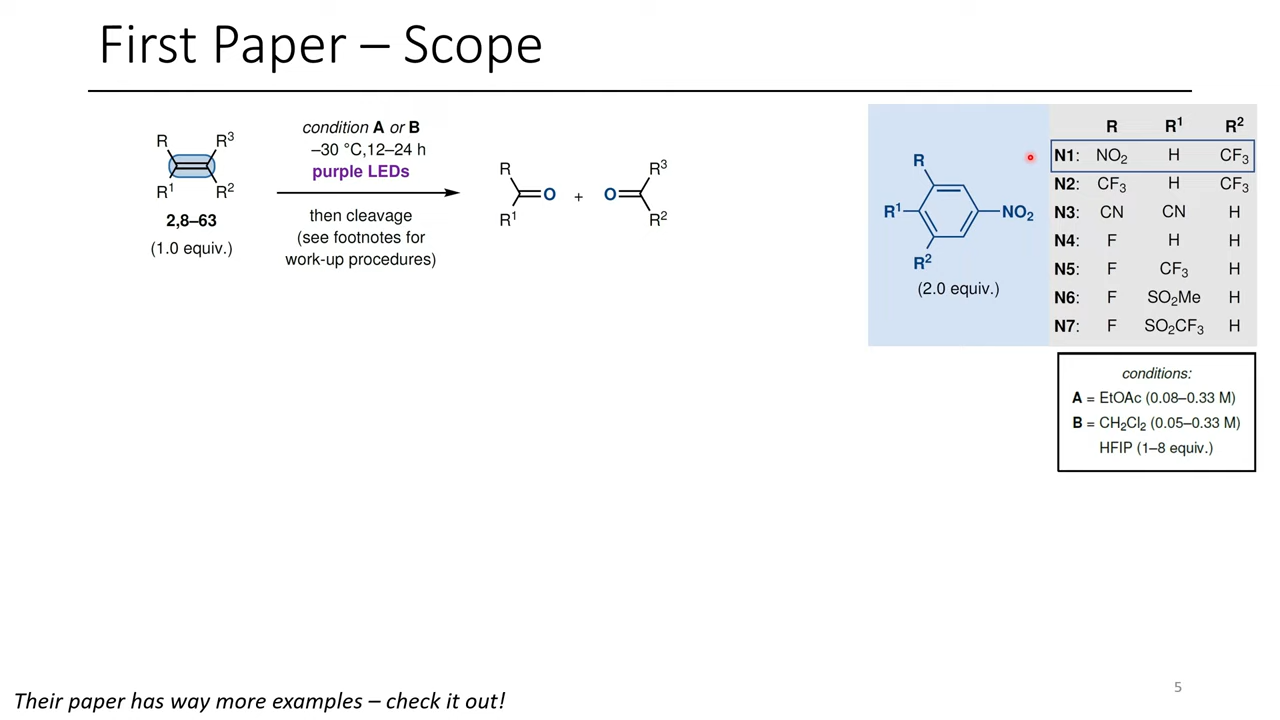 First Paper – Scope
R
R³
R¹
R²
2,8–63
(1.0 equiv.)
condition A or B
–30 °C,12–24 h
purple LEDs
then cleavage
(see footnotes for
work-up procedures)
R
R¹
O
+
O
R³
R²
R
R¹
NO₂
R²
(2.0 equiv.)
R R¹ R²
N1: NO₂ H CF₃
N2: CF₃ H CF₃
N3: CN CN H
N4: F H H
N5: F CF₃ H
N6: F SO₂Me H
N7: F SO₂CF₃ H
conditions:
A = EtOAc (0.08–0.33 M)
B = CH₂Cl₂ (0.05–0.33 M)
HFIP (1–8 equiv.)
Their paper has way more examples – check it out!
5